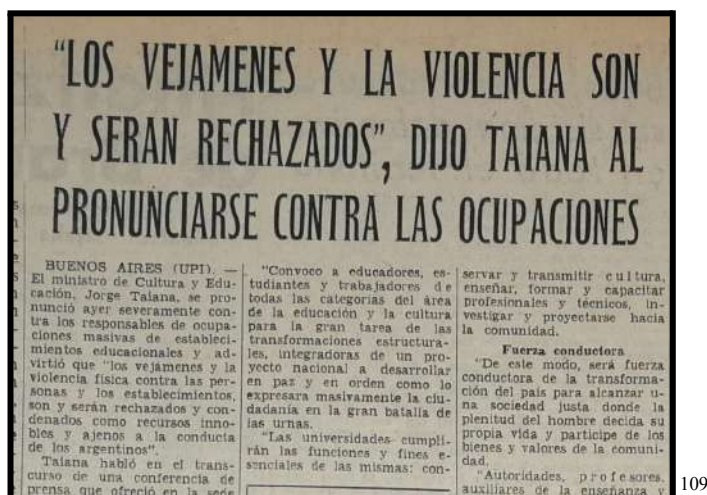 "LOS VEJAMENES Y LA VIOLENCIA SON
Y SERAN RECHAZADOS", DIJO TAIANA AL
PRONUNCIARSE CONTRA LAS OCUPACIONES
BUENOS AIRES (UPI). —
El ministro de Cultura y Edu-
cación, Jorge Taiana, se pro-
nunció ayer severamente con-
tra los responsables de ocupa-
ciones masivas de estableci-
mientos educacionales y ad-
virtió que "los vejámenes y la
violencia física contra las per-
sonas y los establecimientos,
son y serán rechazados y con-
denados como recursos inno-
bles y ajenos a la conducta
de los argentinos".
Taiana habló en el trans-
curso de una conferencia de
prensa que ofreció en la sede
"Convoco a educadores, es-
tudiantes y trabajadores de
todas las categorías del área
de la educación y la cultura
para la gran tarea de las
transformaciones estructura-
les, integradoras de un pro-
yecto nacional a desarrollar
en paz y en orden como lo
expresara masivamente la ciu-
dadanía en la gran batalla de
las urnas.
"Las universidades cumpli-
rán las funciones y fines e-
senciales de las mismas: con-
servar y transmitir cultura,
enseñar, formar y capacitar
profesionales y técnicos, in-
vestigar y proyectarse hacia
la comunidad.
Fuerza conductora
"De este modo, será fuerza
conductora de la transforma-
ción del país para alcanzar u-
na sociedad justa donde la
plenitud del hombre decida su
propia vida y participe de los
bienes y valores de la comuni-
dad.
"Autoridades, profesores,
auxiliares de la enseñanza y
109